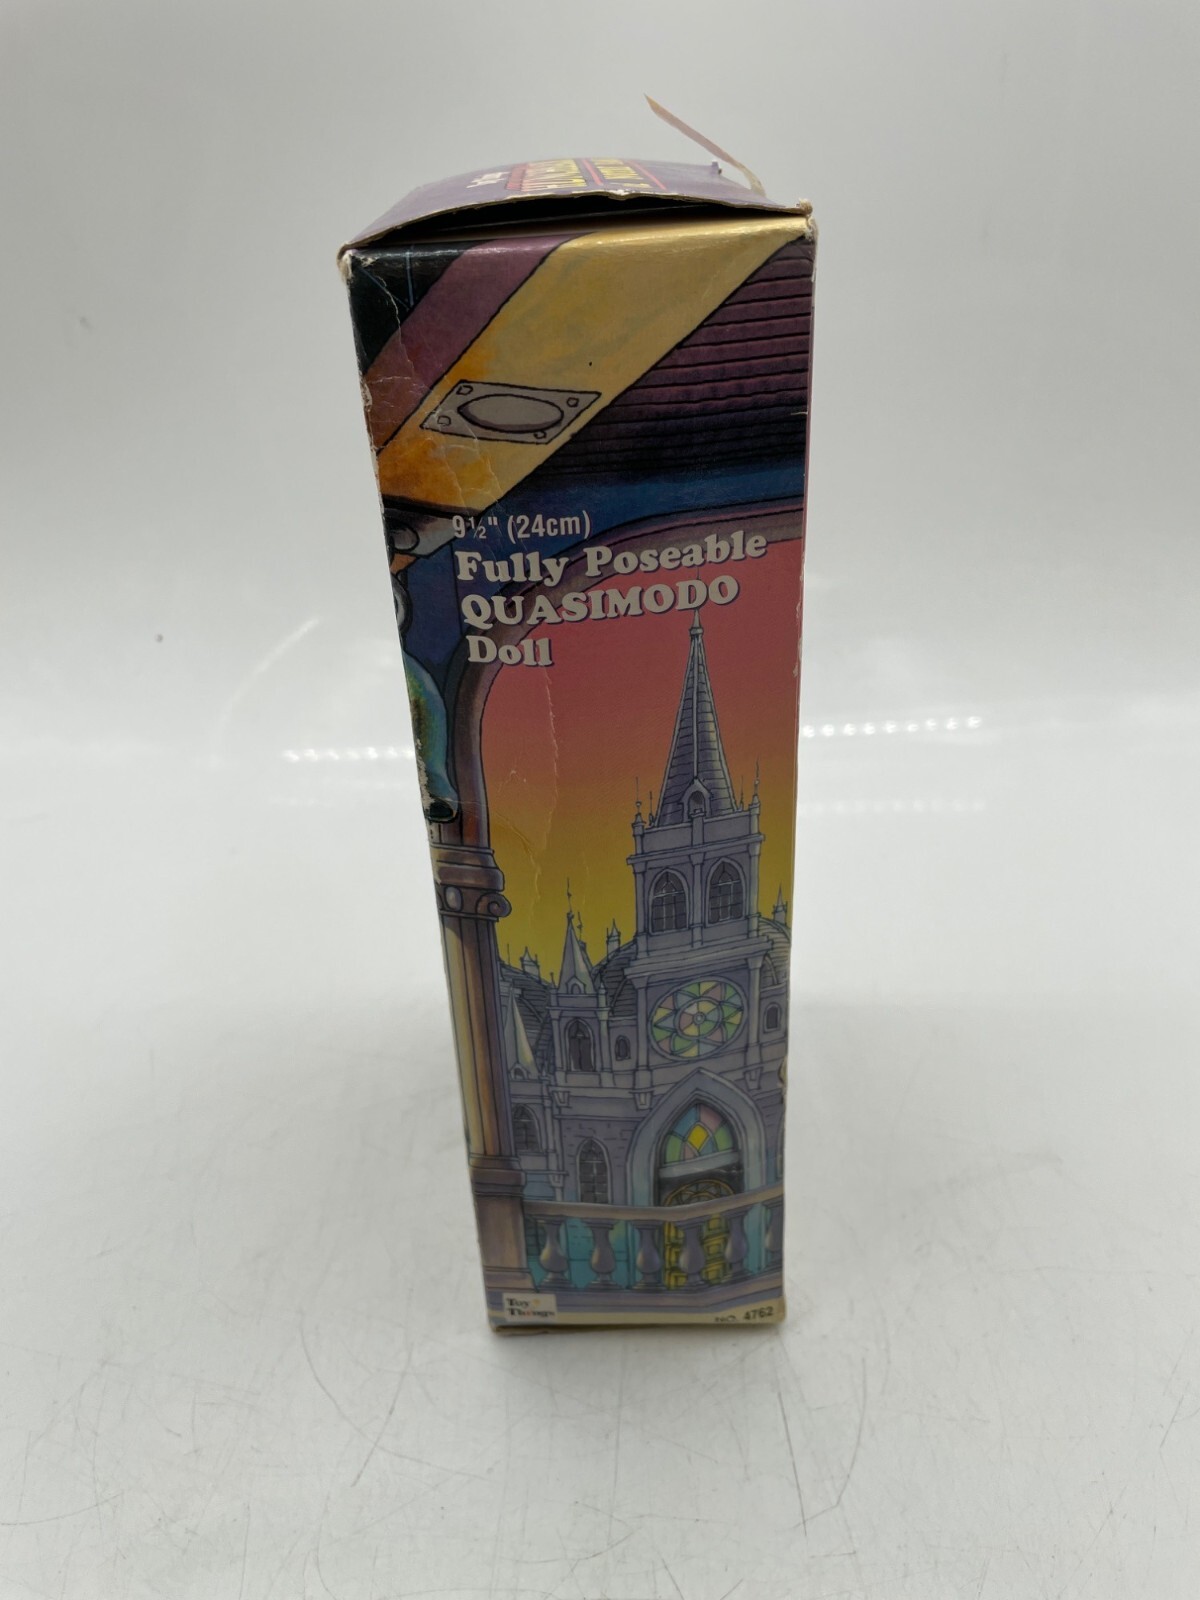 9½" (24cm)
Fully Poseable
QUASIMODO
Doll
Toy
Things
NO. 4762